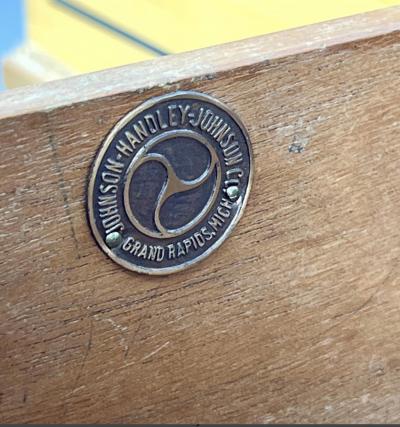 JOHNSON-HANDLEY-JOHNSON CO.
GRAND RAPIDS, MICH.